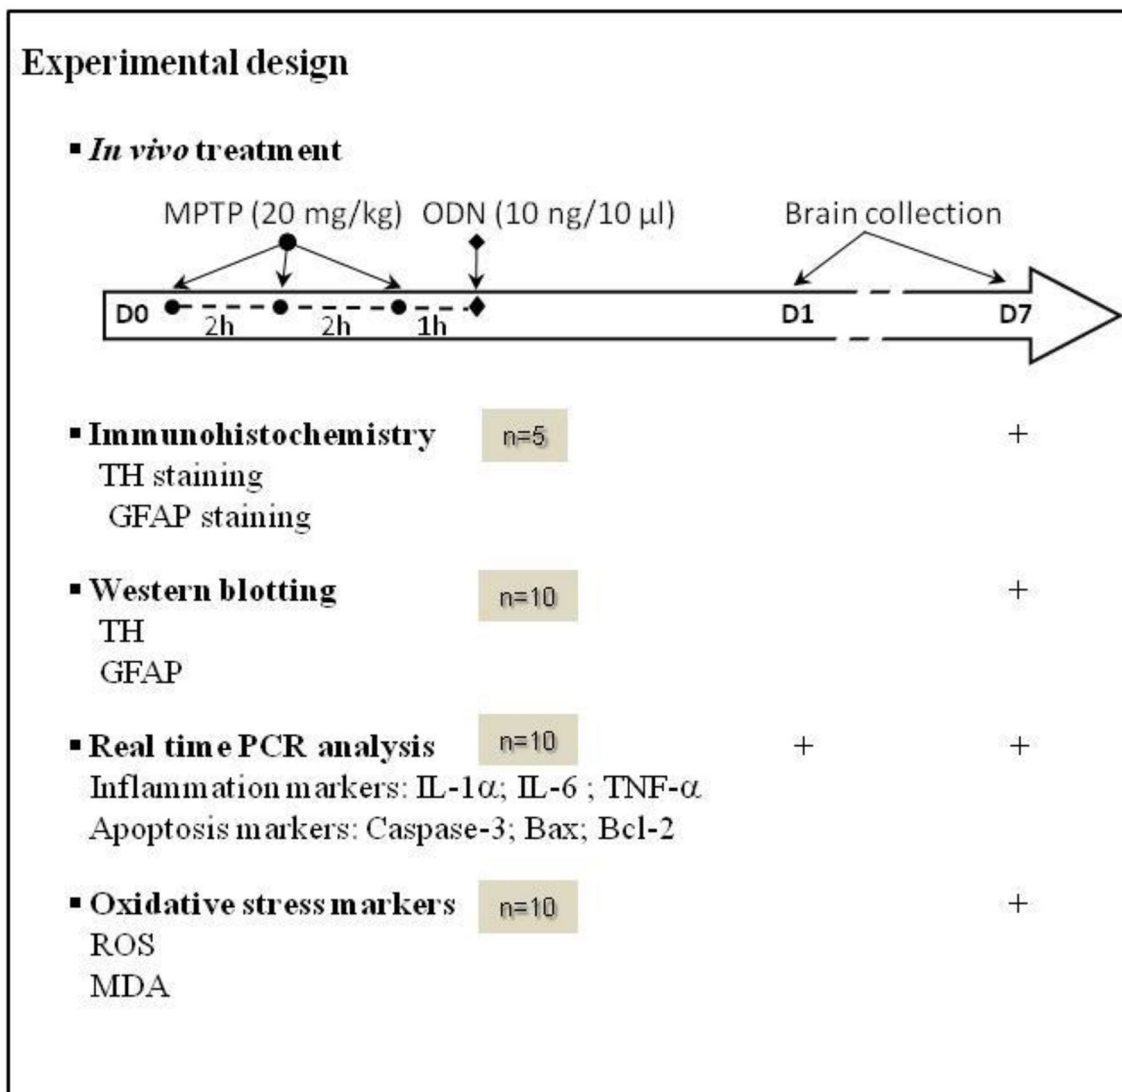 Experimental design
▪ In vivo treatment
MPTP (20 mg/kg) ODN (10 ng/10 µl) Brain collection
D0 2h 2h 1h D1 D7
▪ Immunohistochemistry n=5 +
TH staining
GFAP staining
▪ Western blotting n=10 +
TH
GFAP
▪ Real time PCR analysis n=10 + +
Inflammation markers: IL-1α; IL-6 ; TNF-α
Apoptosis markers: Caspase-3; Bax; Bcl-2
▪ Oxidative stress markers n=10 +
ROS
MDA